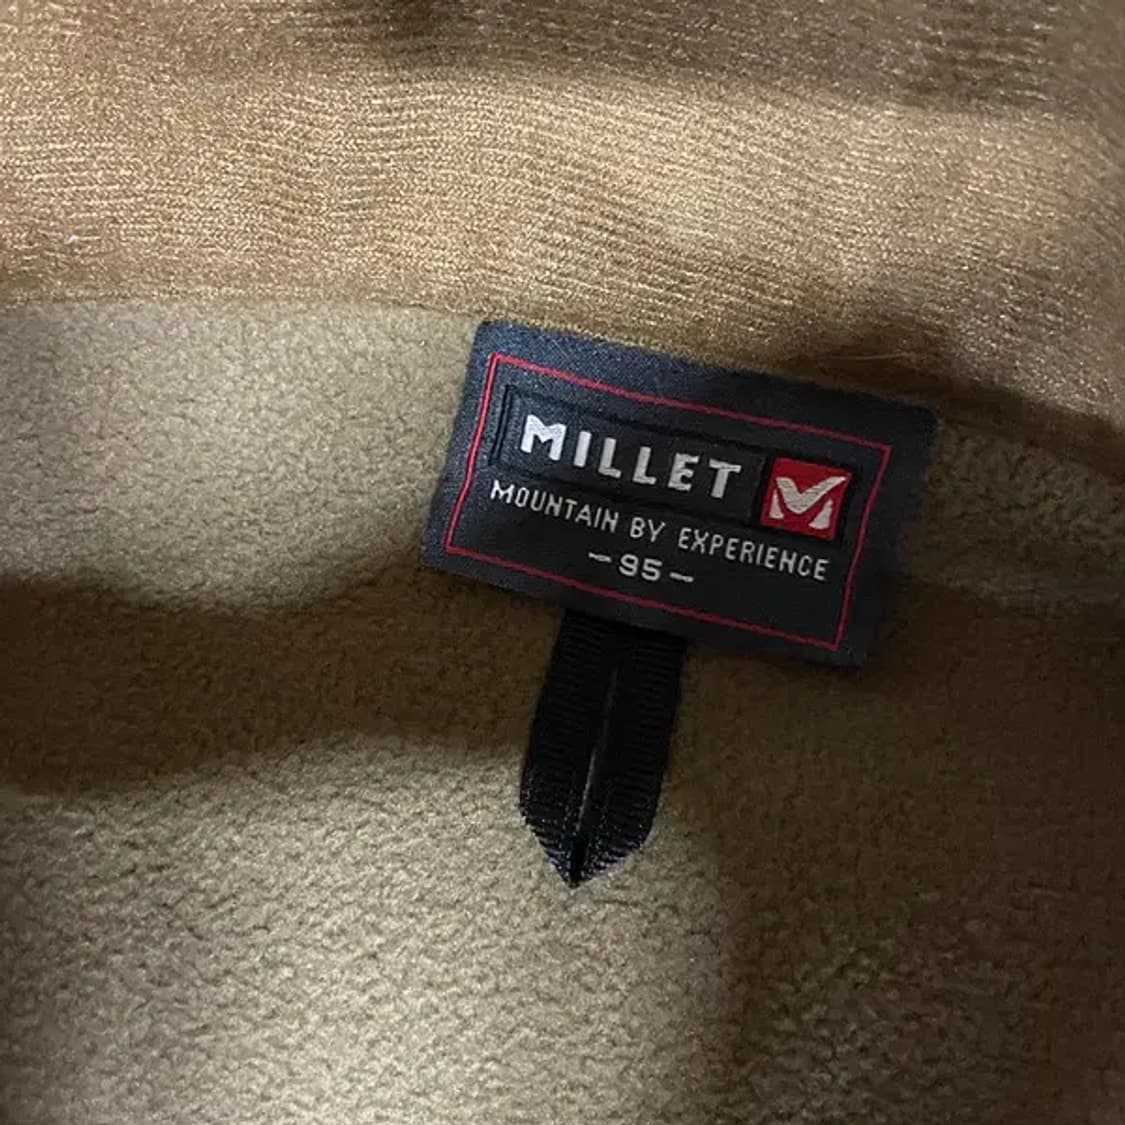 MILLET
MOUNTAIN BY EXPERIENCE
-95-